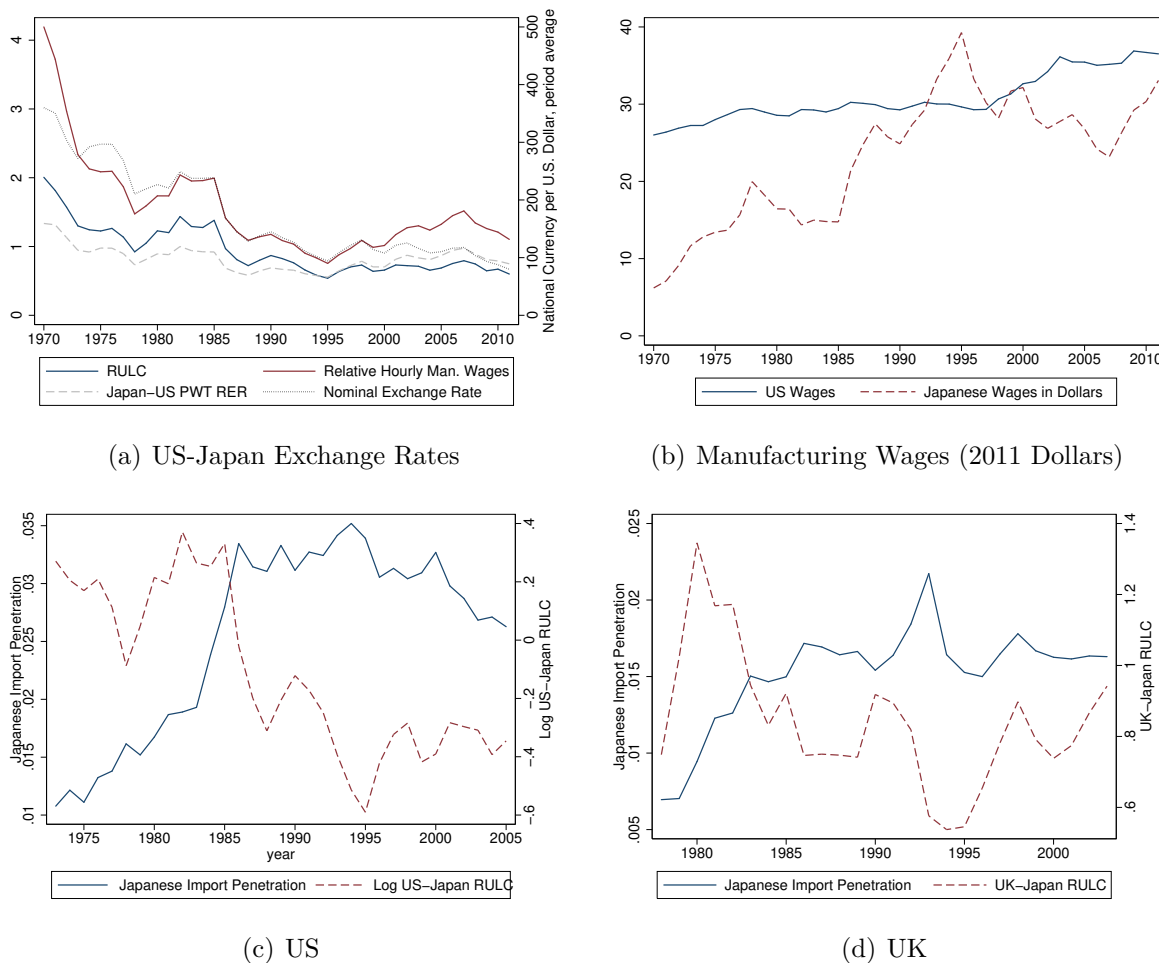 0 1 2 3 4
0 100 200 300 400 500
National Currency per U.S. Dollar, period average
1970 1975 1980 1985 1990 1995 2000 2005 2010
RULC Relative Hourly Man. Wages
Japan−US PWT RER Nominal Exchange Rate
(a) US-Japan Exchange Rates
0 10 20 30 40
1970 1975 1980 1985 1990 1995 2000 2005 2010
US Wages Japanese Wages in Dollars
(b) Manufacturing Wages (2011 Dollars)
Japanese Import Penetration
.01 .015 .02 .025 .03 .035
−.6 −.4 −.2 0 .2 .4
Log US−Japan RULC
1975 1980 1985 1990 1995 2000 2005
year
Japanese Import Penetration Log US−Japan RULC
(c) US
Japanese Import Penetration
.005 .01 .015 .02 .025
.6 .8 1 1.2 1.4
UK−Japan RULC
1980 1985 1990 1995 2000
Japanese Import Penetration UK−Japan RULC
(d) UK